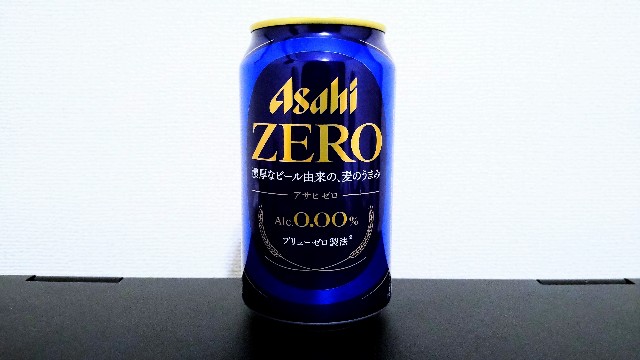 Asahi
ZERO
濃厚なビール由来の、麦のうまみ
アサヒ ゼロ
Alc.0.00%
ブリューゼロ製法※